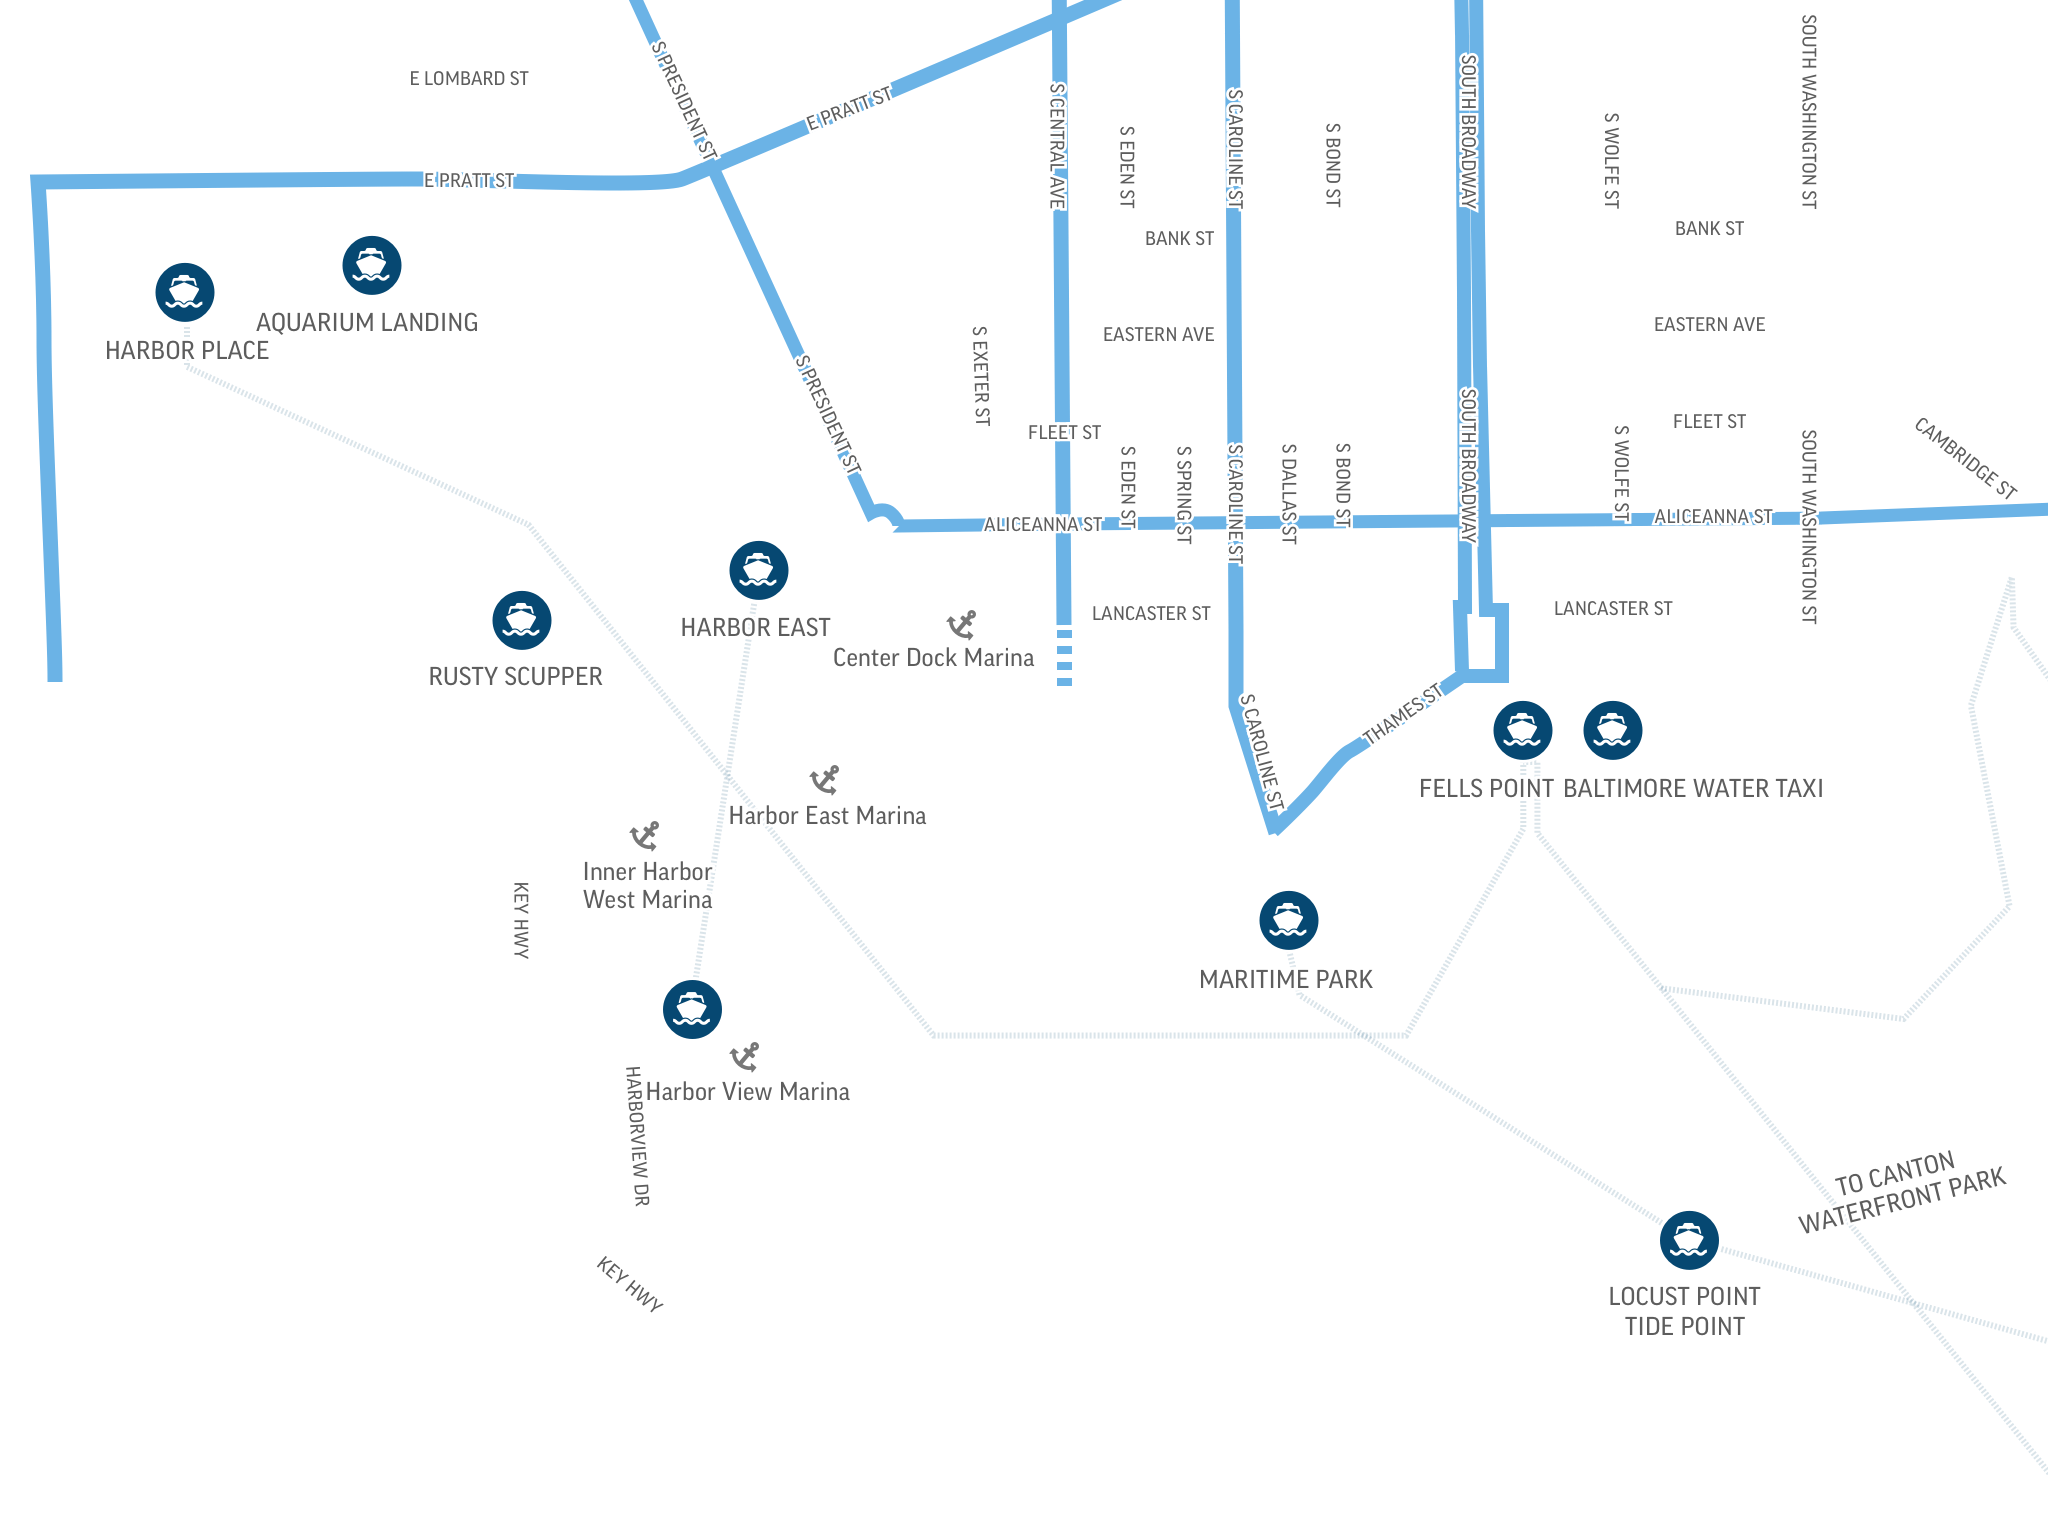 E LOMBARD ST
S PRESIDENT ST
E PRATT ST
S CENTRAL AVE
S EDEN ST
S CAROLINE ST
S BOND ST
SOUTH BROADWAY
S WOLFE ST
SOUTH WASHINGTON ST
E PRATT ST
BANK ST
BANK ST
AQUARIUM LANDING
HARBOR PLACE
EASTERN AVE
EASTERN AVE
S EXETER ST
S PRESIDENT ST
FLEET ST
FLEET ST
S EDEN ST
S SPRING ST
S CAROLINE ST
S DALLAS ST
S BOND ST
SOUTH BROADWAY
S WOLFE ST
SOUTH WASHINGTON ST
CAMBRIDGE ST
ALICEANNA ST
ALICEANNA ST
LANCASTER ST
LANCASTER ST
HARBOR EAST
Center Dock Marina
RUSTY SCUPPER
S CAROLINE ST
THAMES ST
FELLS POINT
BALTIMORE WATER TAXI
Harbor East Marina
Inner Harbor
West Marina
KEY HWY
MARITIME PARK
Harbor View Marina
HARBORVIEW DR
TO CANTON
WATERFRONT PARK
KEY HWY
LOCUST POINT
TIDE POINT